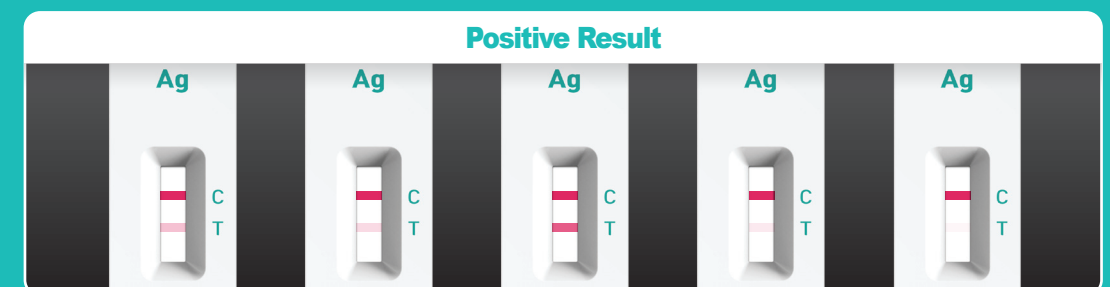 Positive Result
Ag Ag Ag Ag Ag
C C C C C
T T T T T